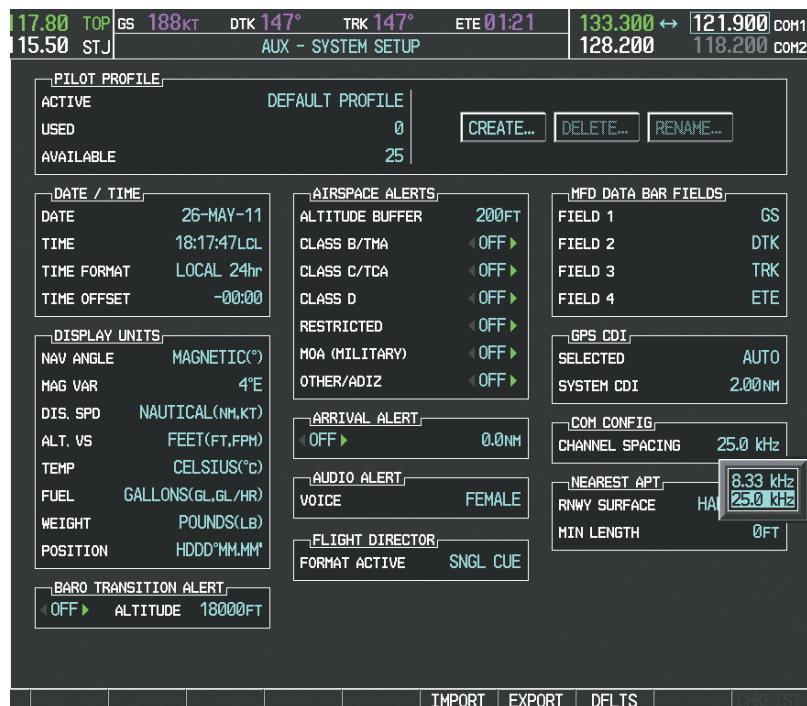 117.80 TOP GS 188KT DTK 147° TRK 147° ETE 01:21 133.300 ↔ 121.900 COM1
115.50 STJ AUX - SYSTEM SETUP 128.200 118.200 COM2
PILOT PROFILE
ACTIVE DEFAULT PROFILE
USED 0 CREATE… DELETE… RENAME…
AVAILABLE 25
DATE / TIME
DATE 26-MAY-11
TIME 18:17:47LCL
TIME FORMAT LOCAL 24hr
TIME OFFSET -00:00
DISPLAY UNITS
NAV ANGLE MAGNETIC(°)
MAG VAR 4°E
DIS, SPD NAUTICAL(NM,KT)
ALT, VS FEET(FT,FPM)
TEMP CELSIUS(°C)
FUEL GALLONS(GL,GL/HR)
WEIGHT POUNDS(LB)
POSITION HDDD°MM.MM'
BARO TRANSITION ALERT
OFF ALTITUDE 18000FT
AIRSPACE ALERTS
ALTITUDE BUFFER 200FT
CLASS B/TMA OFF
CLASS C/TCA OFF
CLASS D OFF
RESTRICTED OFF
MOA (MILITARY) OFF
OTHER/ADIZ OFF
ARRIVAL ALERT
OFF 0.0NM
AUDIO ALERT
VOICE FEMALE
FLIGHT DIRECTOR
FORMAT ACTIVE SNGL CUE
MFD DATA BAR FIELDS
FIELD 1 GS
FIELD 2 DTK
FIELD 3 TRK
FIELD 4 ETE
GPS CDI
SELECTED AUTO
SYSTEM CDI 2.00NM
COM CONFIG
CHANNEL SPACING 25.0 kHz
8.33 kHz
25.0 kHz
NEAREST APT
RNWY SURFACE HA
MIN LENGTH 0FT
IMPORT EXPORT DFLTS CHKLIST